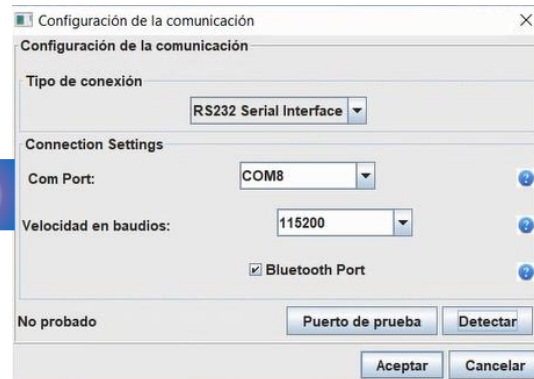 Configuración de la comunicación
Configuración de la comunicación
Tipo de conexión
RS232 Serial Interface
Connection Settings
Com Port: COM8
Velocidad en baudios: 115200
Bluetooth Port
No probado Puerto de prueba Detectar
Aceptar Cancelar